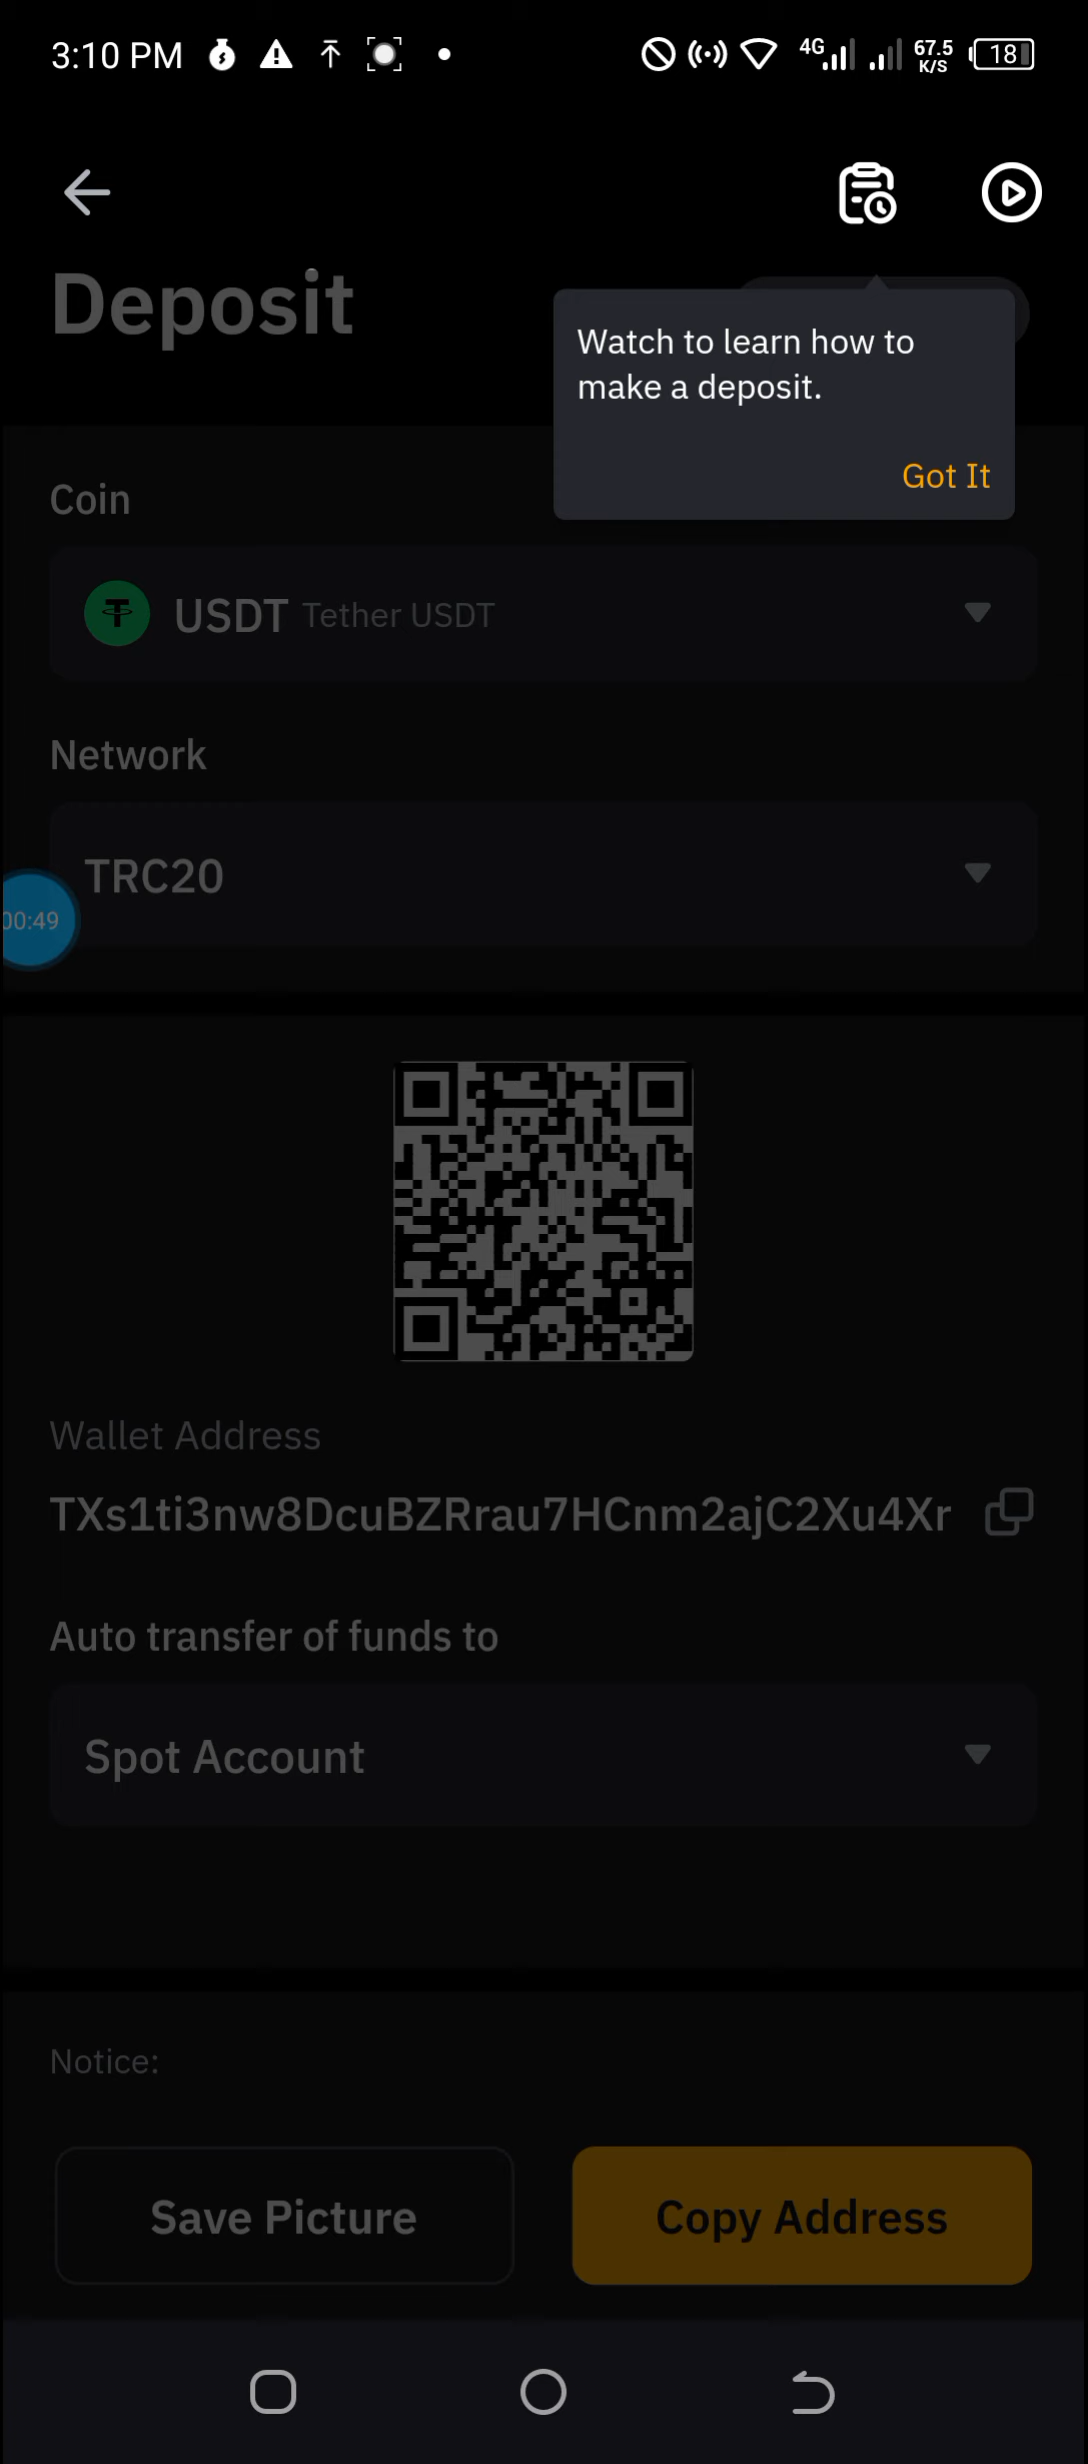 3:10 PM
4G
67.5
K/S
18
Deposit
Watch to learn how to
make a deposit.
Got It
Coin
USDT Tether USDT
Network
TRC20
00:49
Wallet Address
TXs1ti3nw8DcuBZRrau7HCnm2ajC2Xu4Xr
Auto transfer of funds to
Spot Account
Notice:
Save Picture
Copy Address